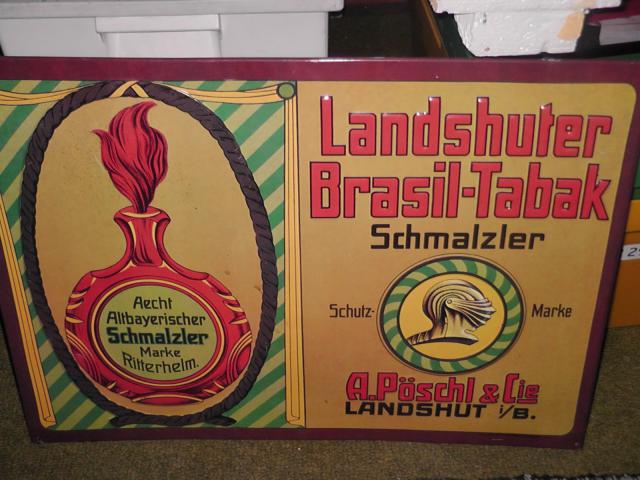 Aecht
Altbayerischer
Schmalzler
Marke
Ritterhelm.
Landshuter
Brasil-Tabak
Schmalzler
Schutz- Marke
A. Pöschl & Cie
LANDSHUT i/B.